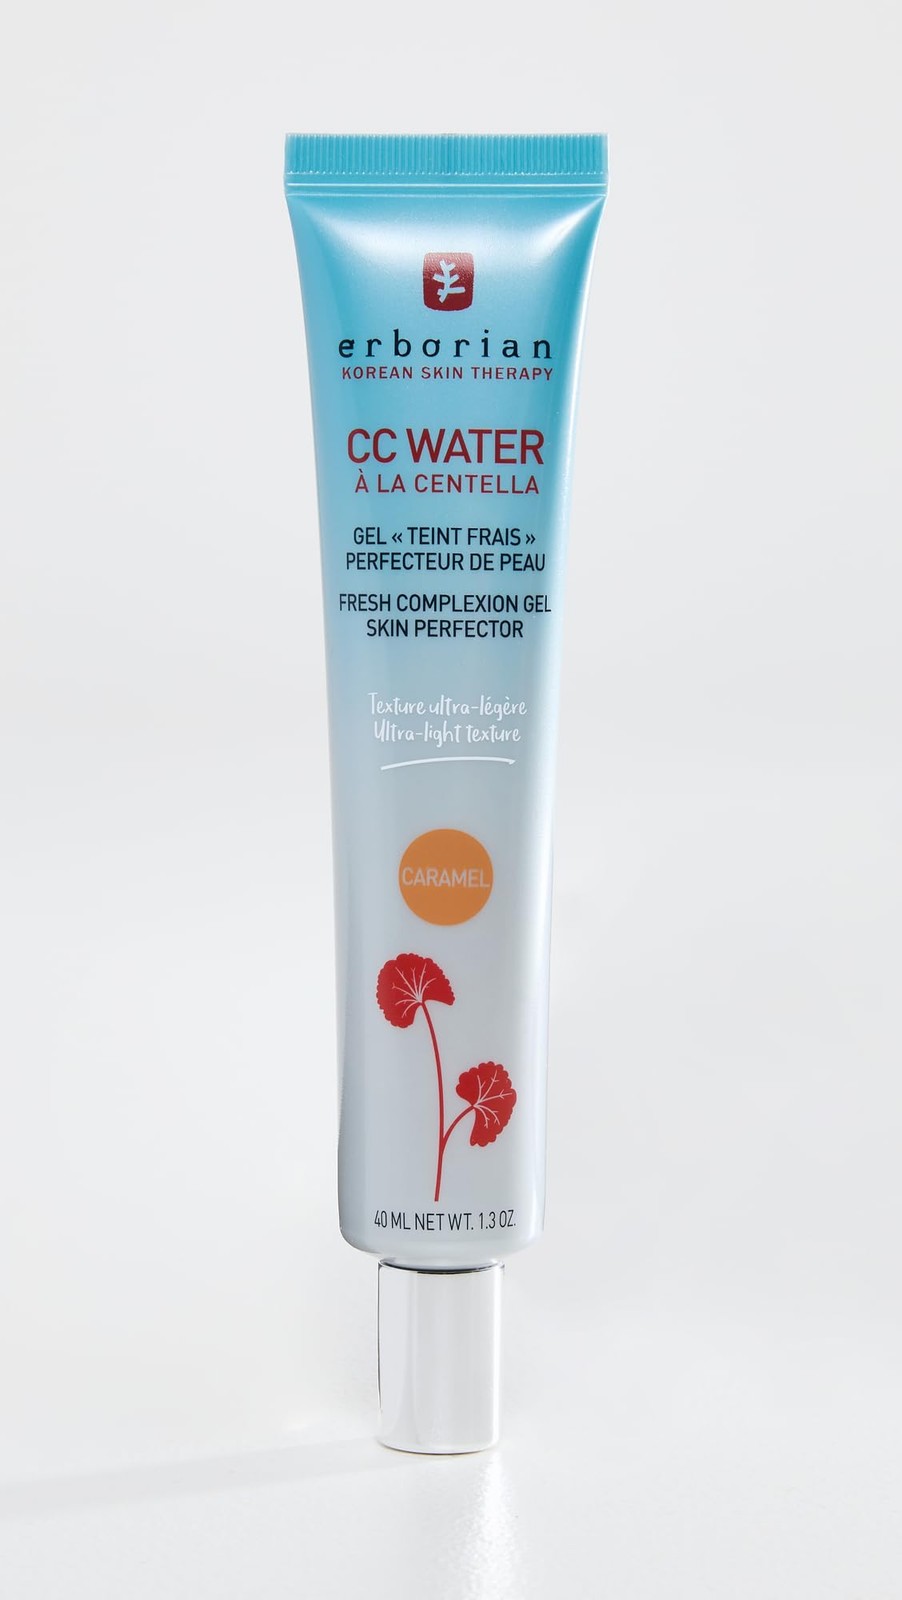 erborian
KOREAN SKIN THERAPY
CC WATER
À LA CENTELLA
GEL « TEINT FRAIS »
PERFECTEUR DE PEAU
FRESH COMPLEXION GEL
SKIN PERFECTOR
Texture ultra-légère
Ultra-light texture
CARAMEL
40 ML NET WT. 1.3 OZ.